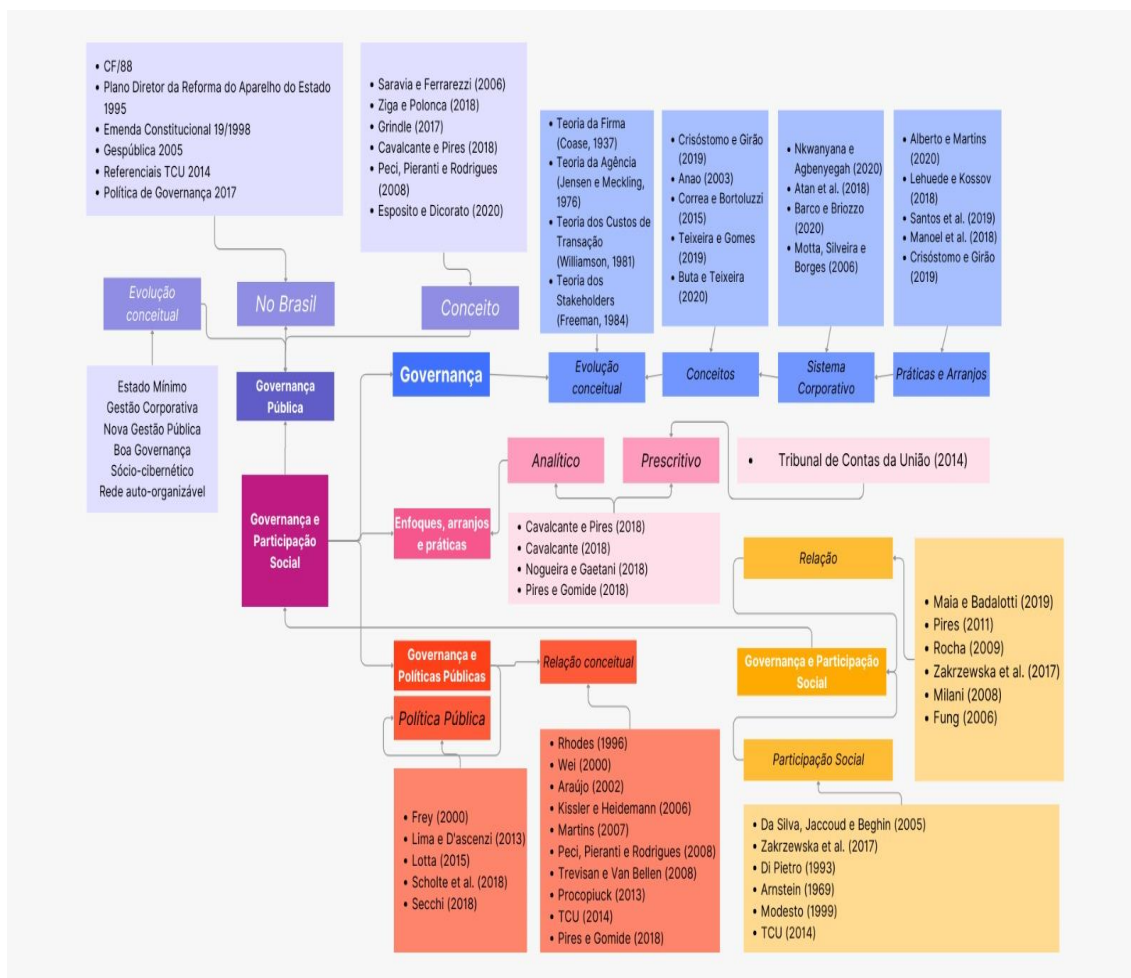 • CF/88
• Plano Diretor da Reforma do Aparelho do Estado
1995
• Emenda Constitucional 19/1998
• Gespública 2005
• Referenciais TCU 2014
• Política de Governança 2017
• Saravia e Ferrarezzi (2006)
• Ziga e Polonca (2018)
• Grindle (2017)
• Cavalcante e Pires (2018)
• Peci, Pieranti e Rodrigues
(2008)
• Esposito e Dicorato (2020)
• Teoria da Firma
(Coase, 1937)
• Teoria da Agência
(Jensen e Meckling,
1976)
• Teoria dos Custos
de Transação
(Williamson, 1981)
• Teoria dos
Stakeholders
(Freeman, 1984)
• Crisóstomo e Girão
(2019)
• Anao (2003)
• Correa e Bortoluzzi
(2015)
• Teixeira e Gomes
(2019)
• Buta e Teixeira
(2020)
• Nkwanyana e
Agbenyegah (2020)
• Atan et al. (2018)
• Barco e Briozzo
(2020)
• Motta, Silveira e
Borges (2006)
• Alberto e Martins
(2020)
• Lehuede e Kossov
(2018)
• Santos et al. (2019)
• Manoel et al. (2018)
• Crisóstomo e Girão
(2019)
Evolução
conceitual
No Brasil
Conceito
Estado Mínimo
Gestão Corporativa
Nova Gestão Pública
Boa Governança
Sócio-cibernético
Rede auto-organizável
Governança
Pública
Governança
Evolução
conceitual
Conceitos
Sistema
Corporativo
Práticas e Arranjos
Analítico
Prescritivo
• Tribunal de Contas da União (2014)
Governança e
Participação
Social
Enfoques, arranjos
e práticas
• Cavalcante e Pires (2018)
• Cavalcante (2018)
• Nogueira e Gaetani (2018)
• Pires e Gomide (2018)
Relação
• Maia e Badalotti (2019)
• Pires (2011)
• Rocha (2009)
• Zakrzewska et al. (2017)
• Milani (2008)
• Fung (2006)
Governança e
Políticas Públicas
Relação conceitual
Governança e Participação
Social
Política Pública
• Frey (2000)
• Lima e D'ascenzi (2013)
• Lotta (2015)
• Scholte et al. (2018)
• Secchi (2018)
• Rhodes (1996)
• Wei (2000)
• Araújo (2002)
• Kissler e Heidemann (2006)
• Martins (2007)
• Peci, Pieranti e Rodrigues (2008)
• Trevisan e Van Bellen (2008)
• Procopiuck (2013)
• TCU (2014)
• Pires e Gomide (2018)
Participação Social
• Da Silva, Jaccoud e Beghin (2005)
• Zakrzewska et al. (2017)
• Di Pietro (1993)
• Arnstein (1969)
• Modesto (1999)
• TCU (2014)